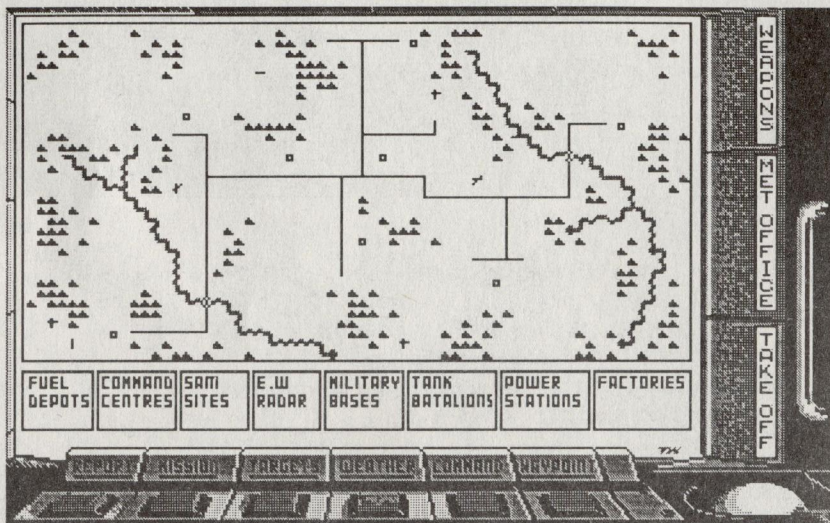 WEAPONS
MET OFFICE
TAKE OFF
FUEL
DEPOTS
COMMAND
CENTRES
SAM
SITES
E.W
RADAR
MILITARY
BASES
TANK
BATALIONS
POWER
STATIONS
FACTORIES
REPORT
MISSION
TARGETS
WEATHER
COMMAND
WAYPOINT